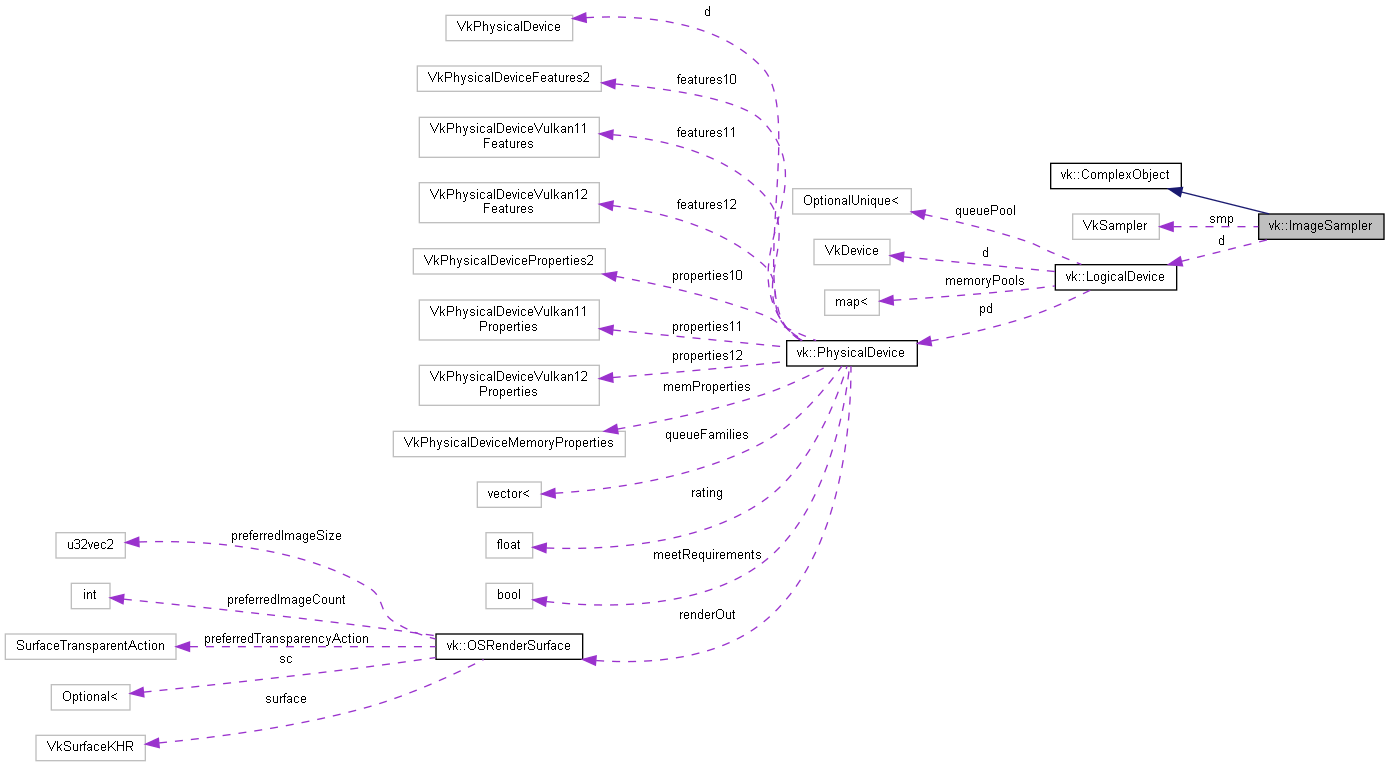 d
VkPhysicalDevice
VkPhysicalDeviceFeatures2
features10
VkPhysicalDeviceVulkan11
Features
features11
VkPhysicalDeviceVulkan12
Features
features12
VkPhysicalDeviceProperties2
properties10
VkPhysicalDeviceVulkan11
Properties
properties11
VkPhysicalDeviceVulkan12
Properties
properties12
VkPhysicalDeviceMemoryProperties
memProperties
vector<
queueFamilies
float
rating
bool
meetRequirements
renderOut
vk::PhysicalDevice
OptionalUnique<
queuePool
VkDevice
d
map<
memoryPools
pd
vk::ComplexObject
VkSampler
smp
vk::ImageSampler
d
vk::LogicalDevice
u32vec2
preferredImageSize
int
preferredImageCount
SurfaceTransparentAction
preferredTransparencyAction
vk::OSRenderSurface
sc
Optional<
surface
VkSurfaceKHR